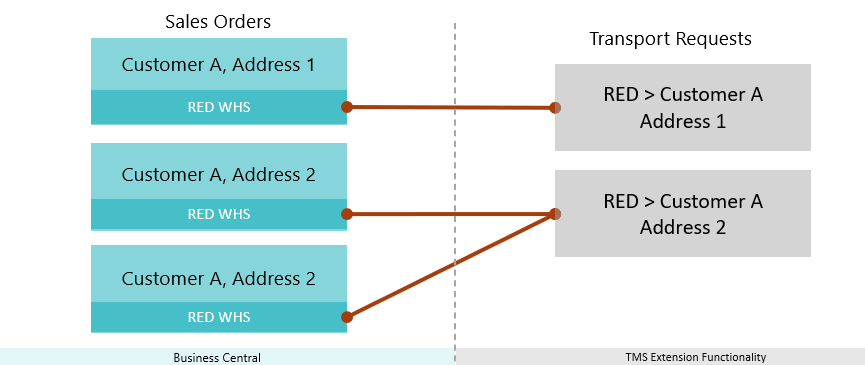 Sales Orders
Customer A, Address 1
RED WHS
Customer A, Address 2
RED WHS
Customer A, Address 2
RED WHS
Business Central
Transport Requests
RED > Customer A
Address 1
RED > Customer A
Address 2
TMS Extension Functionality